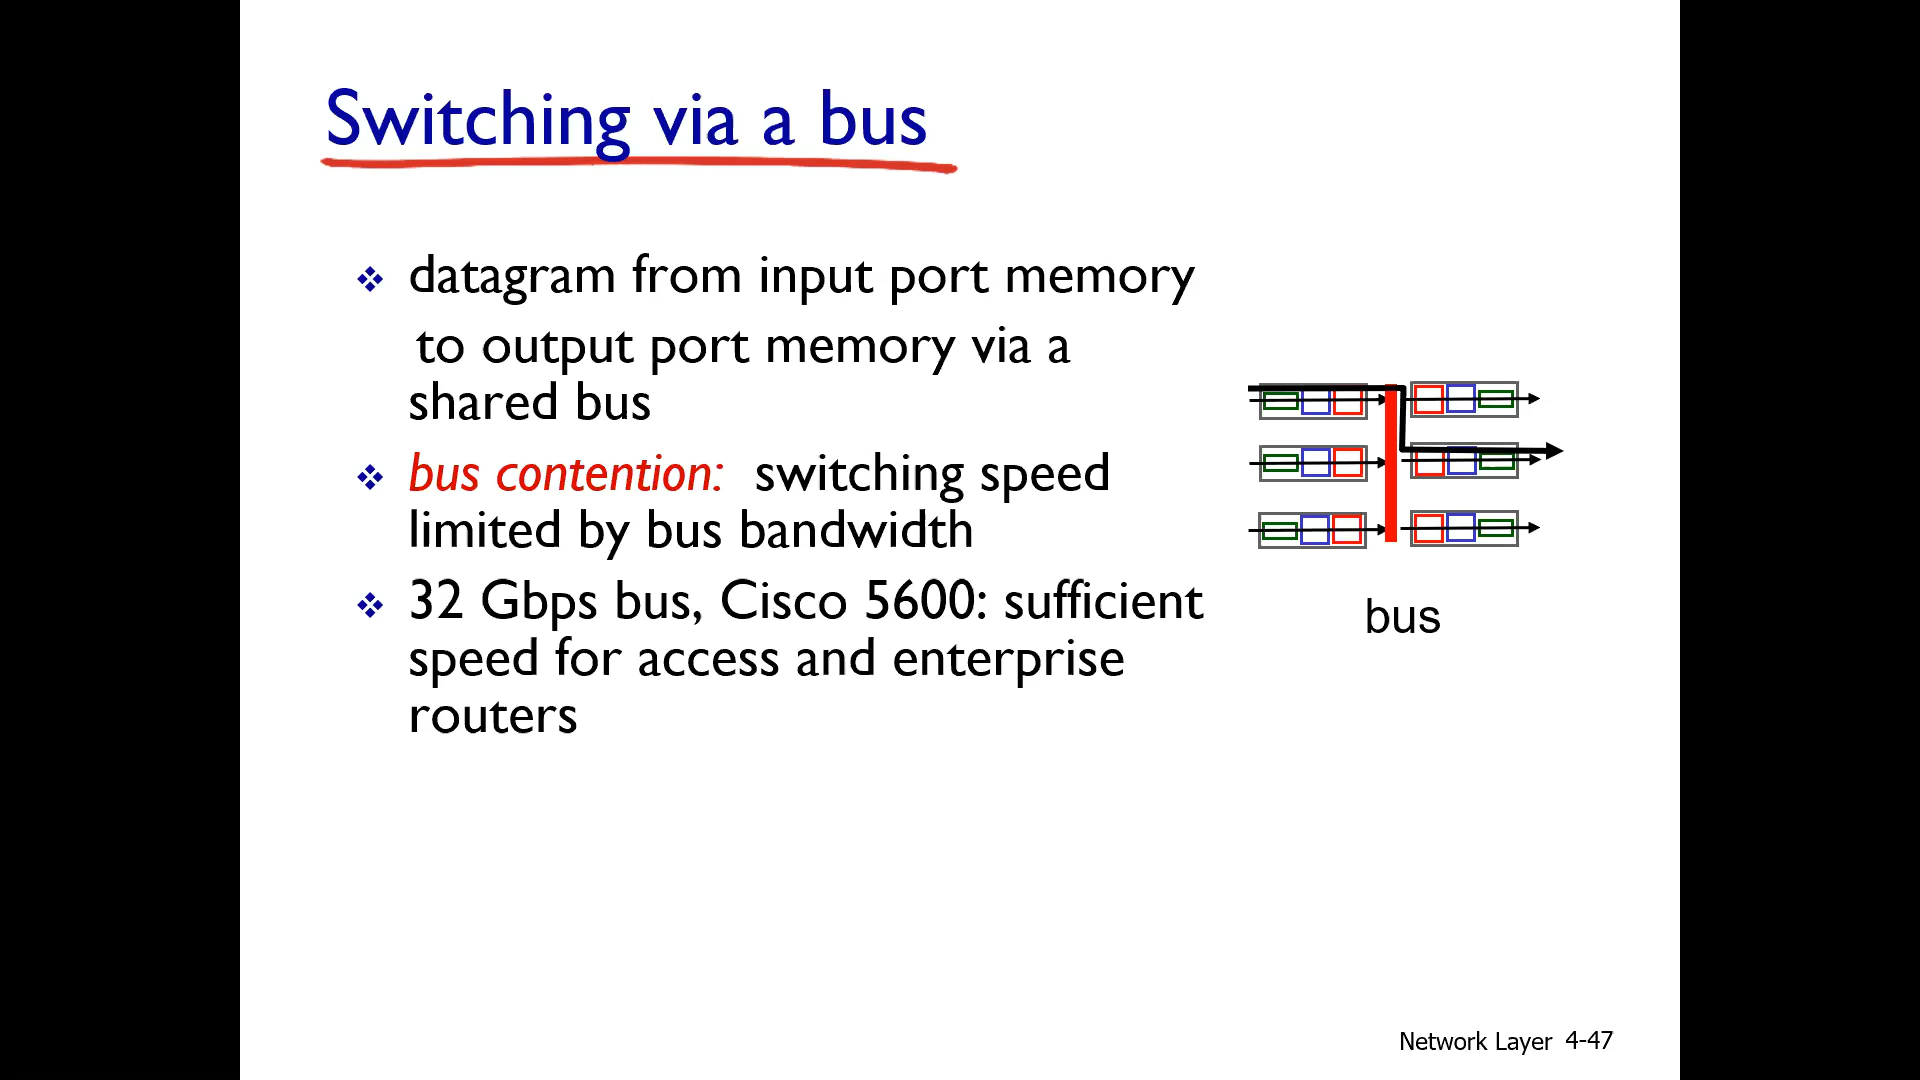 Switching via a bus
datagram from input port memory
to output port memory via a
shared bus
bus contention: switching speed
limited by bus bandwidth
32 Gbps bus, Cisco 5600: sufficient
speed for access and enterprise
routers
bus
Network Layer 4-47